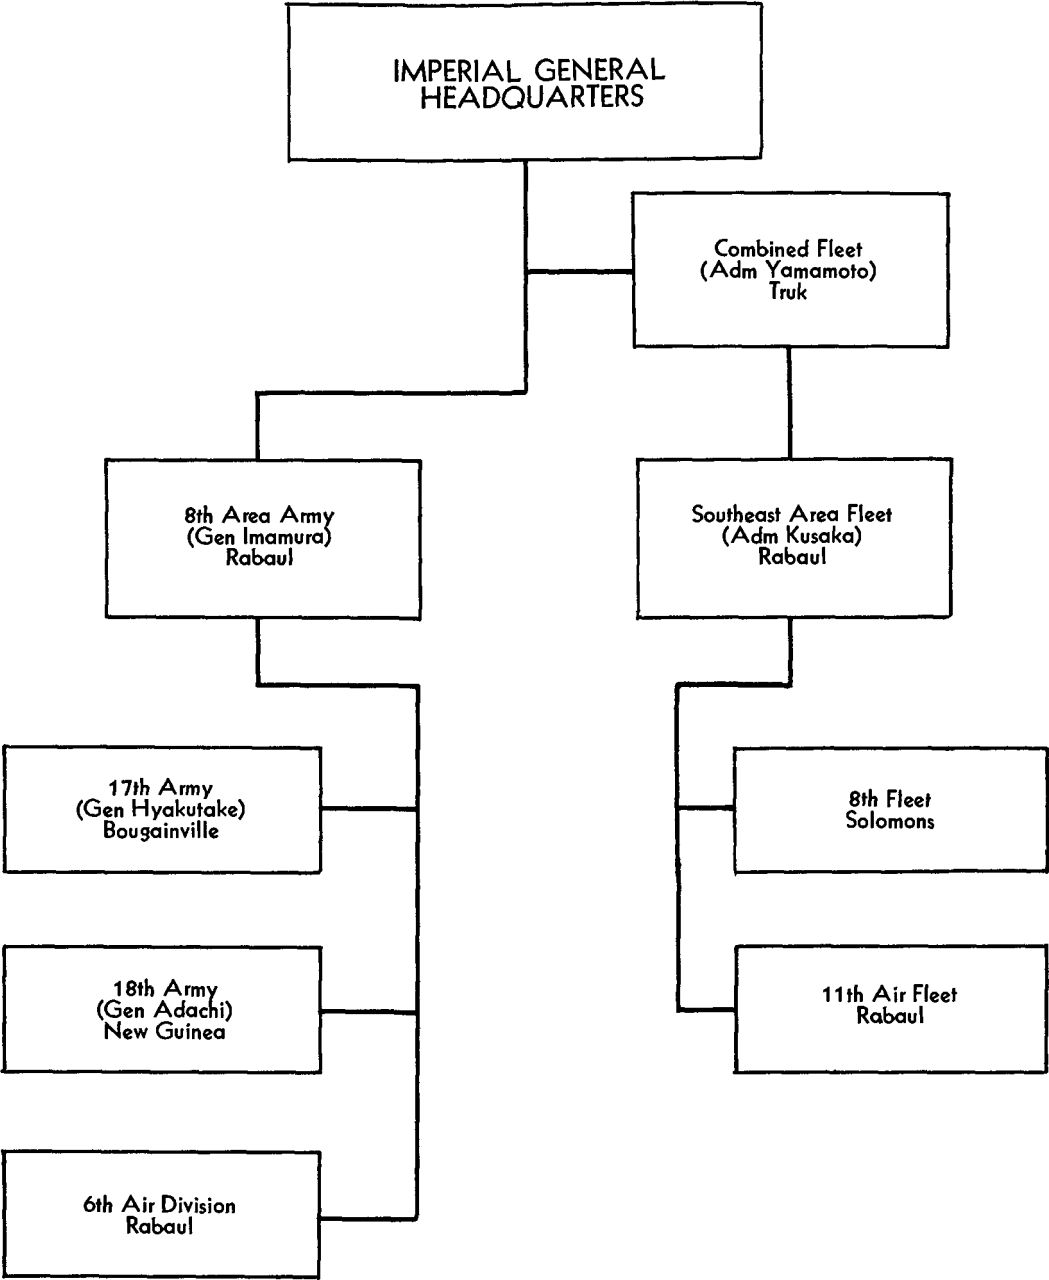 IMPERIAL GENERAL
HEADQUARTERS
Combined Fleet
(Adm Yamamoto)
Truk
8th Area Army
(Gen Imamura)
Rabaul
Southeast Area Fleet
(Adm Kusaka)
Rabaul
17th Army
(Gen Hyakutake)
Bougainville
8th Fleet
Solomons
18th Army
(Gen Adachi)
New Guinea
11th Air Fleet
Rabaul
6th Air Division
Rabaul